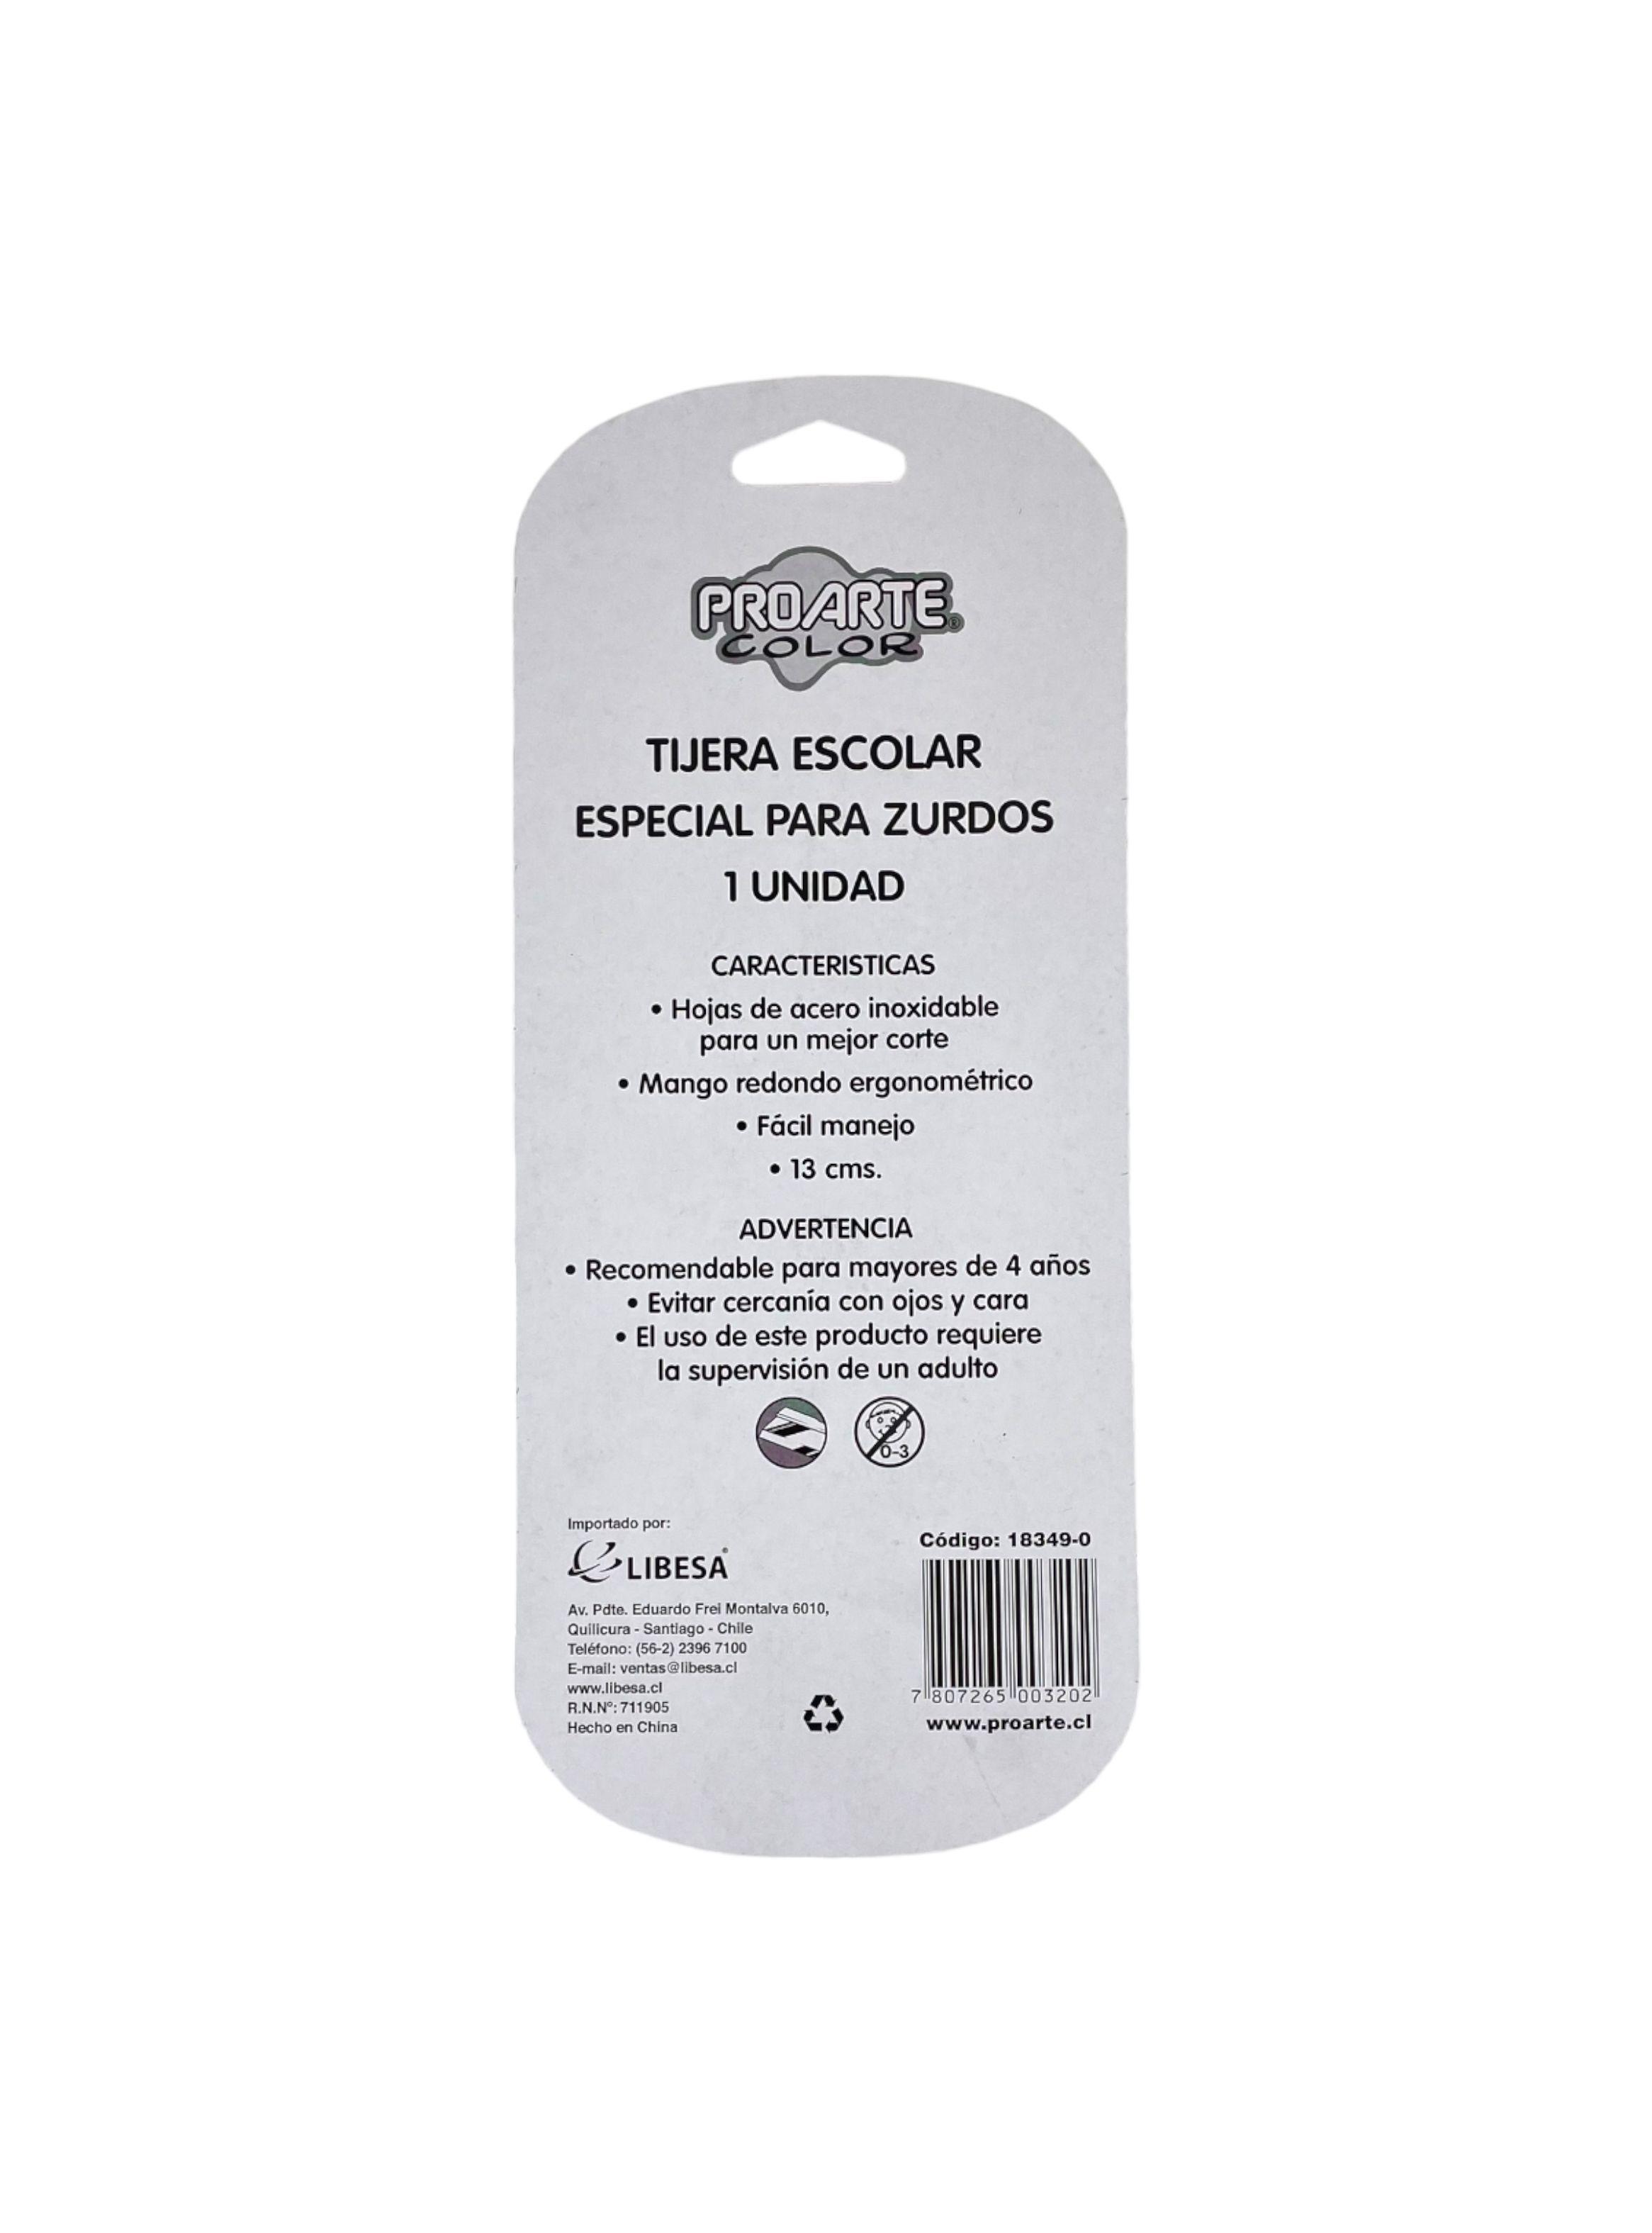 PROARTE®
COLOR
TIJERA ESCOLAR
ESPECIAL PARA ZURDOS
1 UNIDAD
CARACTERISTICAS
• Hojas de acero inoxidable
para un mejor corte
• Mango redondo ergonométrico
• Fácil manejo
• 13 cms.
ADVERTENCIA
• Recomendable para mayores de 4 años
• Evitar cercanía con ojos y cara
• El uso de este producto requiere
la supervisión de un adulto
0-3
Importado por:
LIBESA®
Av. Pdte. Eduardo Frei Montalva 6010,
Quilicura - Santiago - Chile
Teléfono: (56-2) 2396 7100
E-mail: ventas@libesa.cl
www.libesa.cl
R.N.Nº: 711905
Hecho en China
Código: 18349-0
7 807265 003202
www.proarte.cl